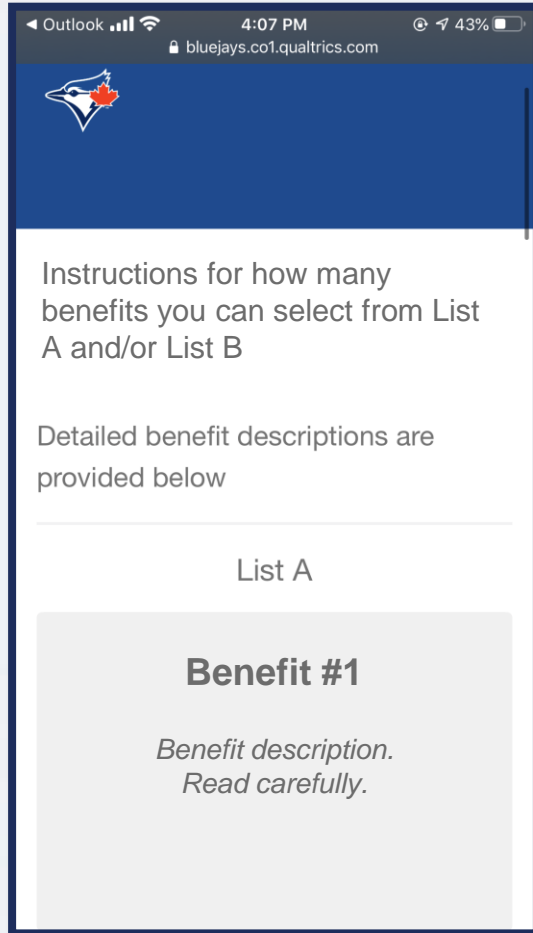 Outlook 4:07 PM 43%
bluejays.co1.qualtrics.com
Instructions for how many
benefits you can select from List
A and/or List B
Detailed benefit descriptions are
provided below
List A
Benefit #1
Benefit description.
Read carefully.